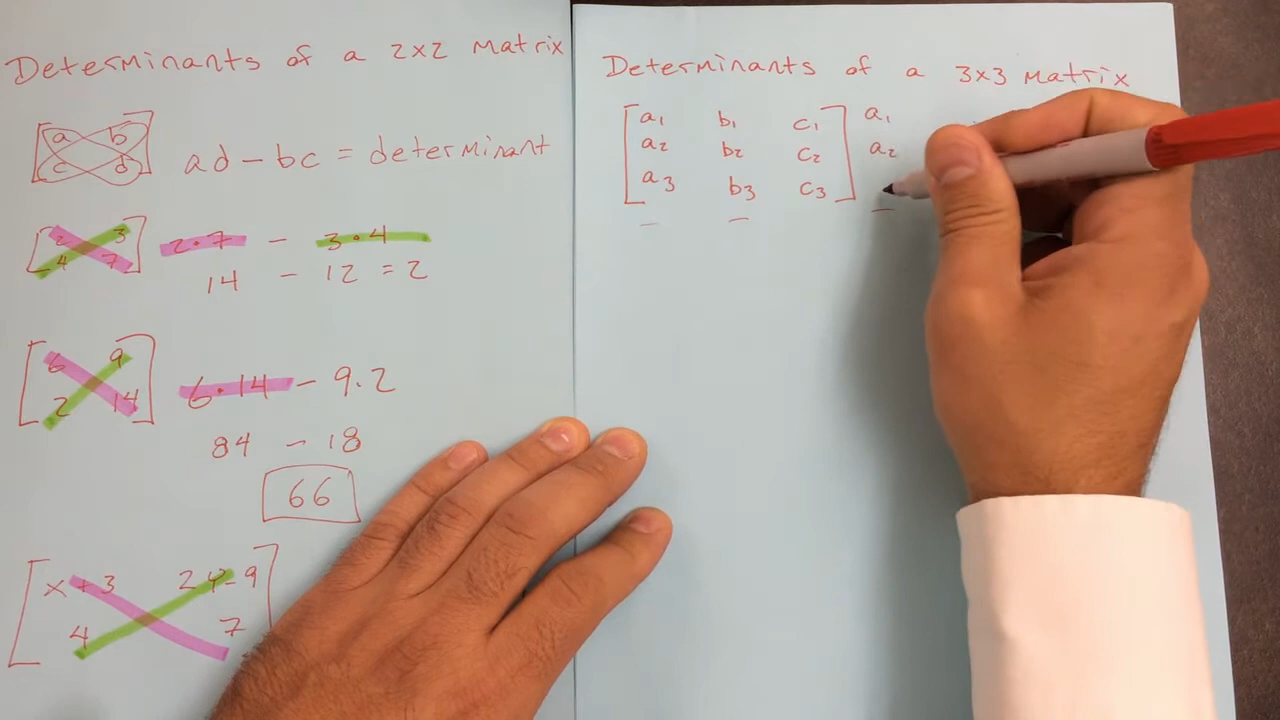 Determinants of a 2x2 Matrix
a b
c d
ad - bc = determinant
2 3
4 7
2 · 7 - 3 · 4
14 - 12 = 2
6 9
2 14
6 · 14 - 9 . 2
84 - 18
66
x + 3 2y - 9
4 7
Determinants of a 3x3 Matrix
a₁ b₁ c₁ a₁
a₂ b₂ c₂ a₂
a₃ b₃ c₃